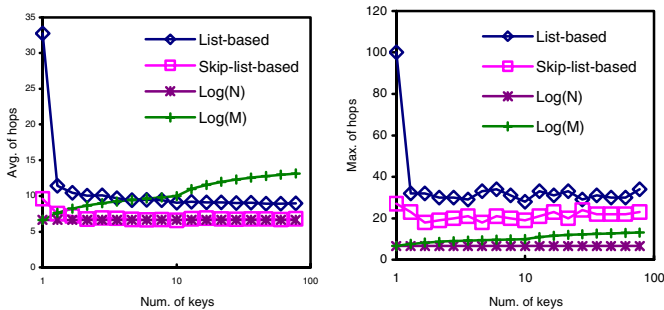 35
30
25
20
15
10
5
0
Avg. of hops
List-based
Skip-list-based
Log(N)
Log(M)
1
10
100
Num. of keys
120
100
80
60
40
20
0
Max. of hops
List-based
Skip-list-based
Log(N)
Log(M)
1
10
100
Num. of keys